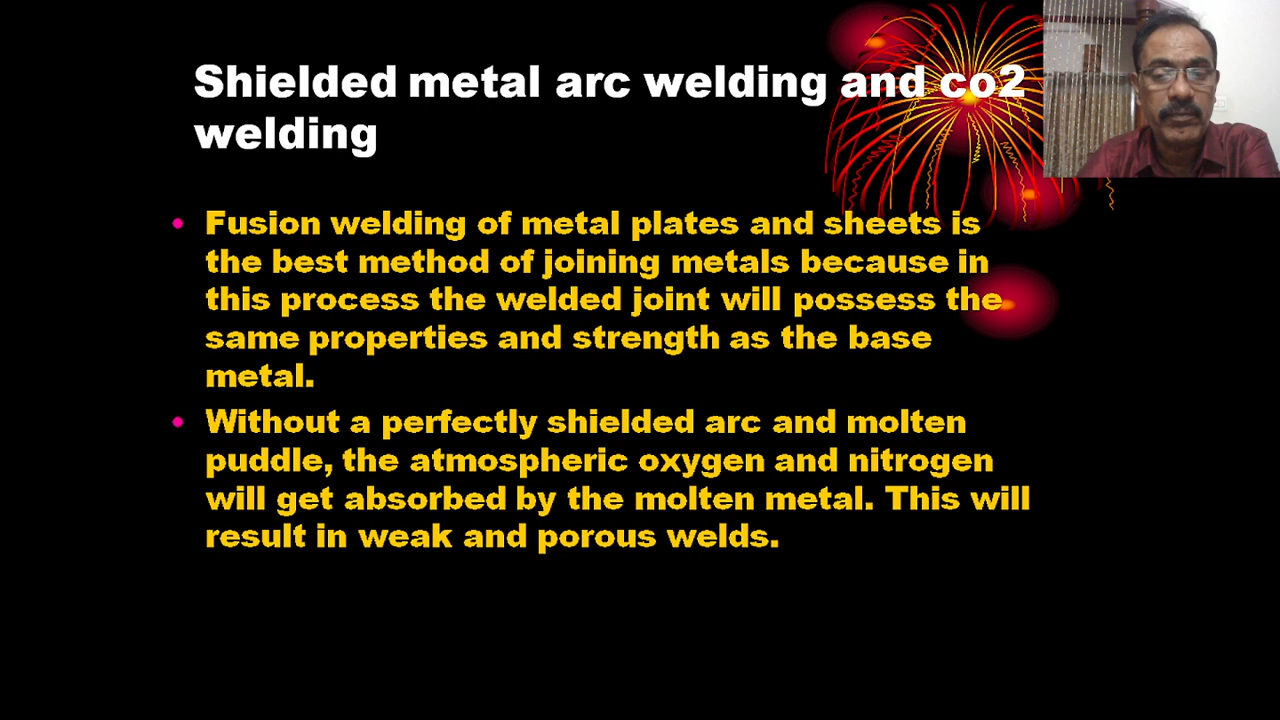 Shielded metal arc welding and co2
welding
• Fusion welding of metal plates and sheets is
the best method of joining metals because in
this process the welded joint will possess the
same properties and strength as the base
metal.
• Without a perfectly shielded arc and molten
puddle, the atmospheric oxygen and nitrogen
will get absorbed by the molten metal. This will
result in weak and porous welds.